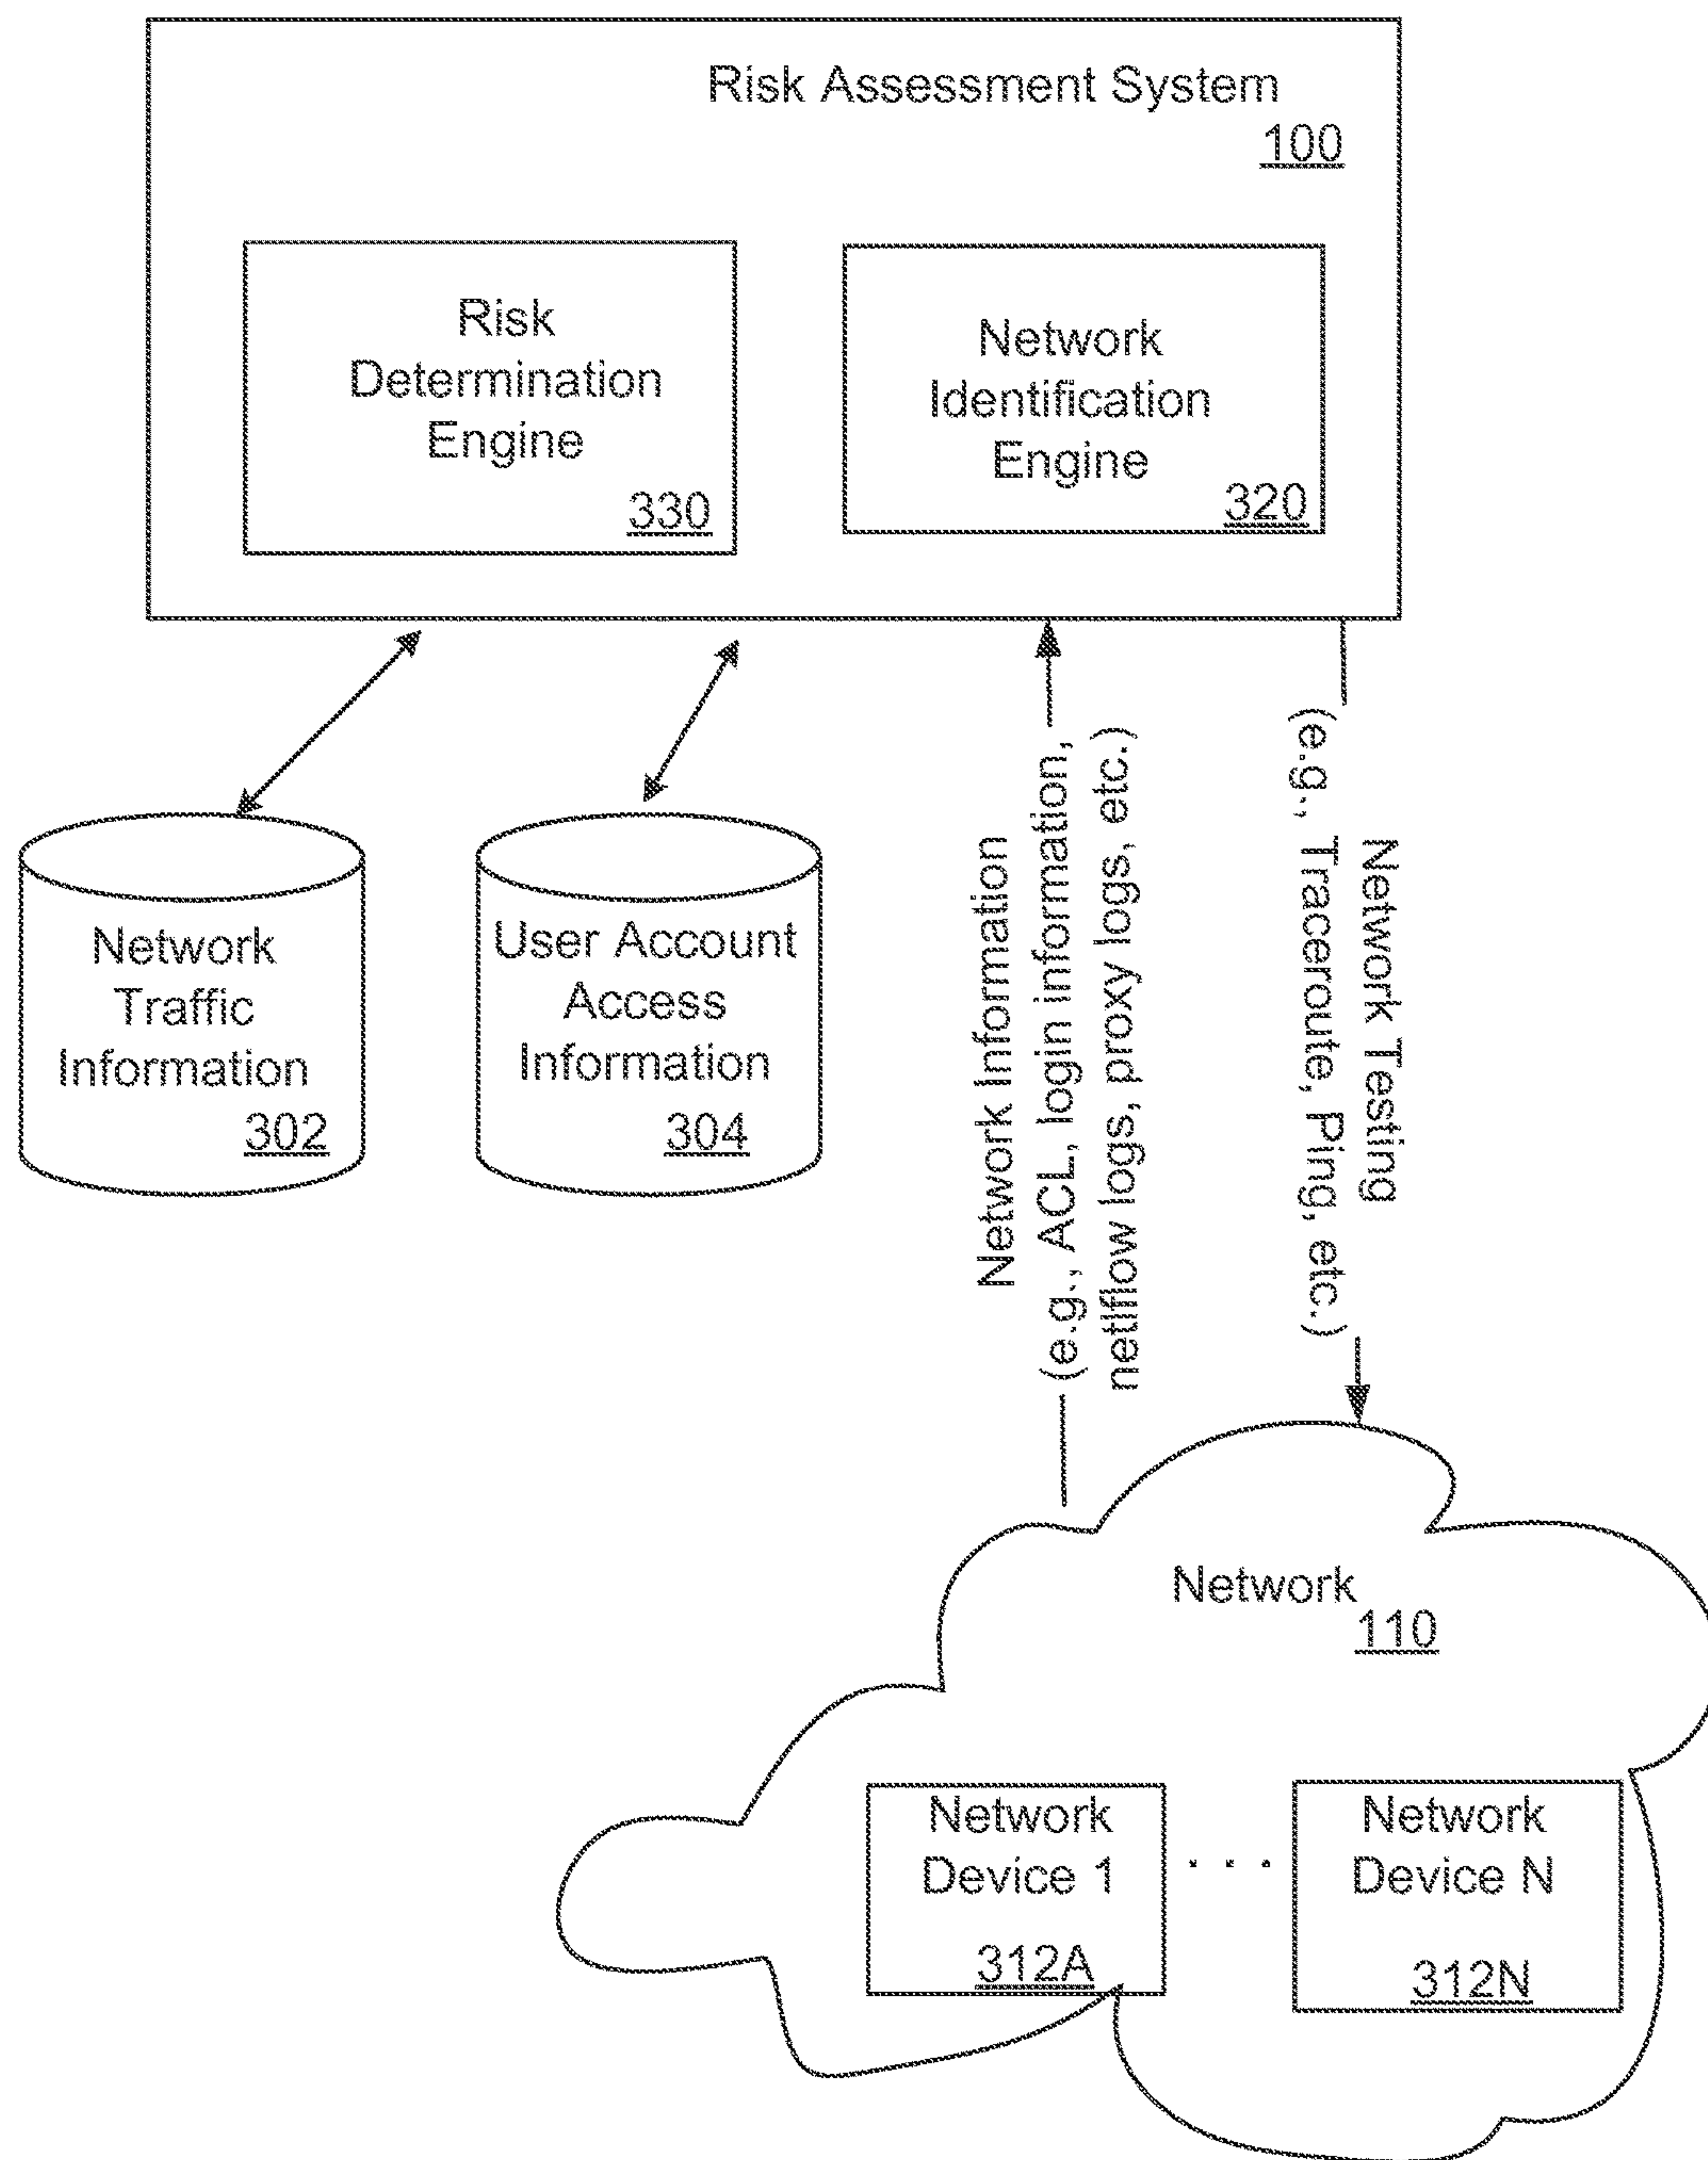 Risk Assessment System
100
Risk
Determination
Engine
330
Network
Identification
Engine
320
Network
Traffic
Information
302
User Account
Access
Information
304
Network Information
(e.g., ACL, login information,
netlflow logs, proxy logs, etc.)
Network Testing
(e.g., Traceroute, Ping, etc.)
Network
110
Network
Device 1
312A
. . .
Network
Device N
312N